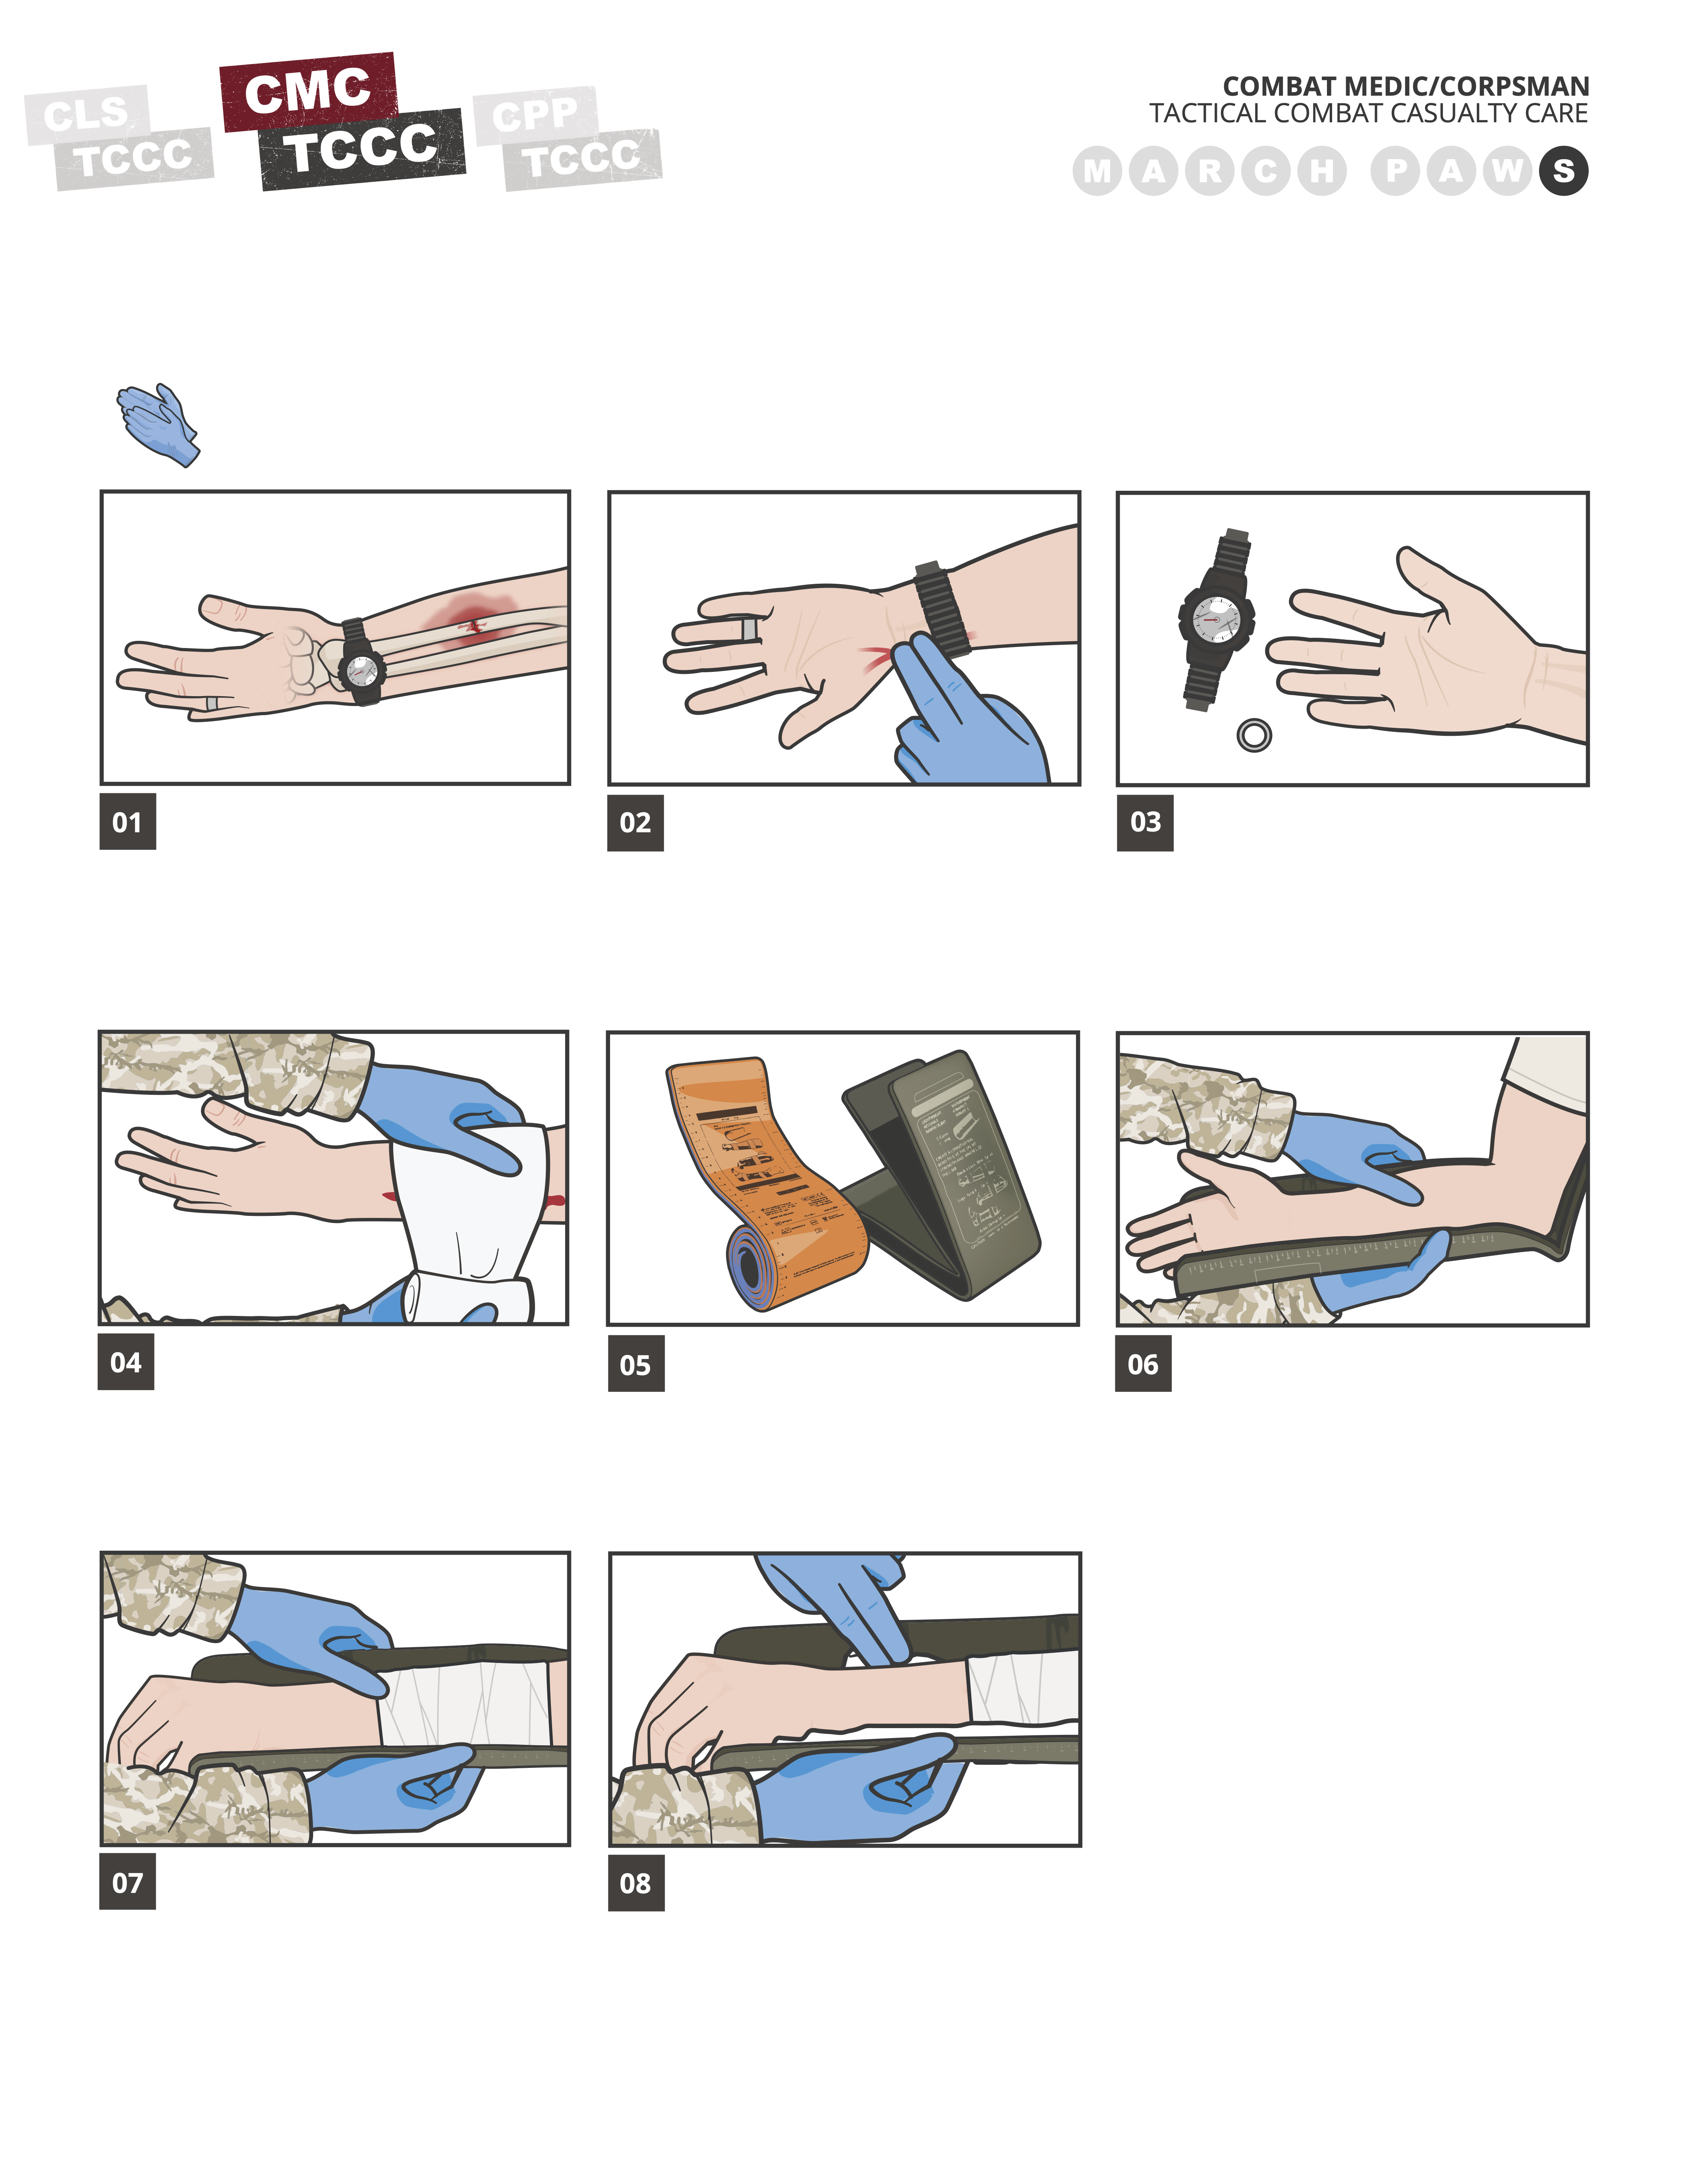 CLS
TCCC
CMC
TCCC
CPP
TCCC
COMBAT MEDIC/CORPSMAN
TACTICAL COMBAT CASUALTY CARE
M A R C H P A W S
01
02
03
04
05
06
07
08